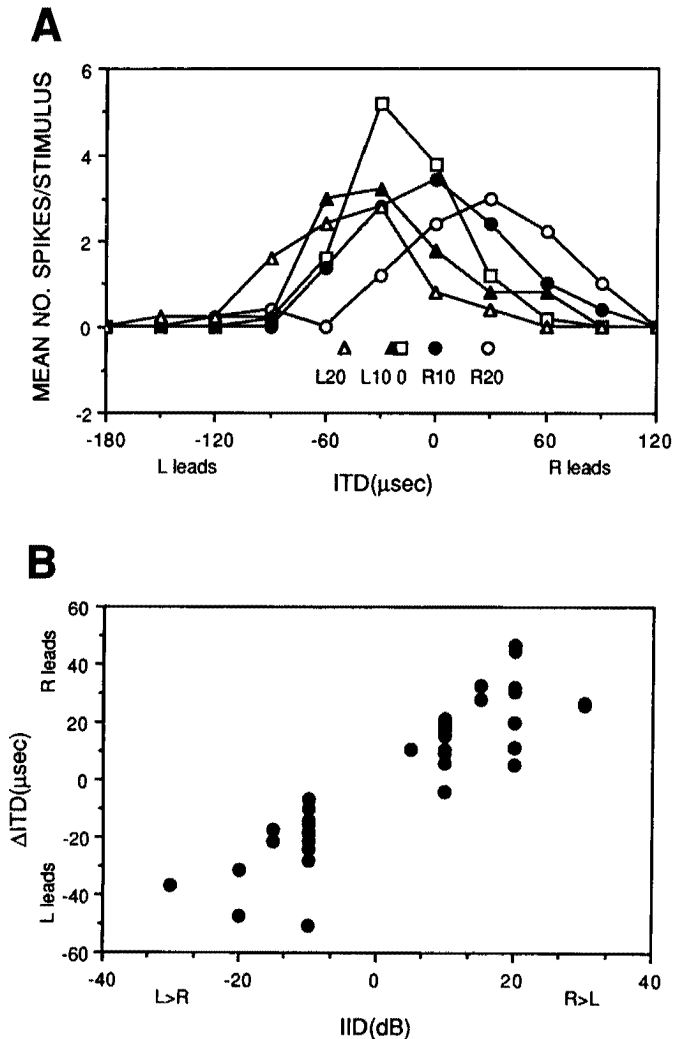 A
MEAN NO. SPIKES/STIMULUS
6
4
2
0
-2
L20 L10 0 R10 R20
-180 -120 -60 0 60 120
L leads R leads
ITD(μsec)
B
ΔITD(μsec)
R leads
L leads
60
40
20
0
-20
-40
-60
-40 -20 0 20 40
L>R R>L
IID(dB)